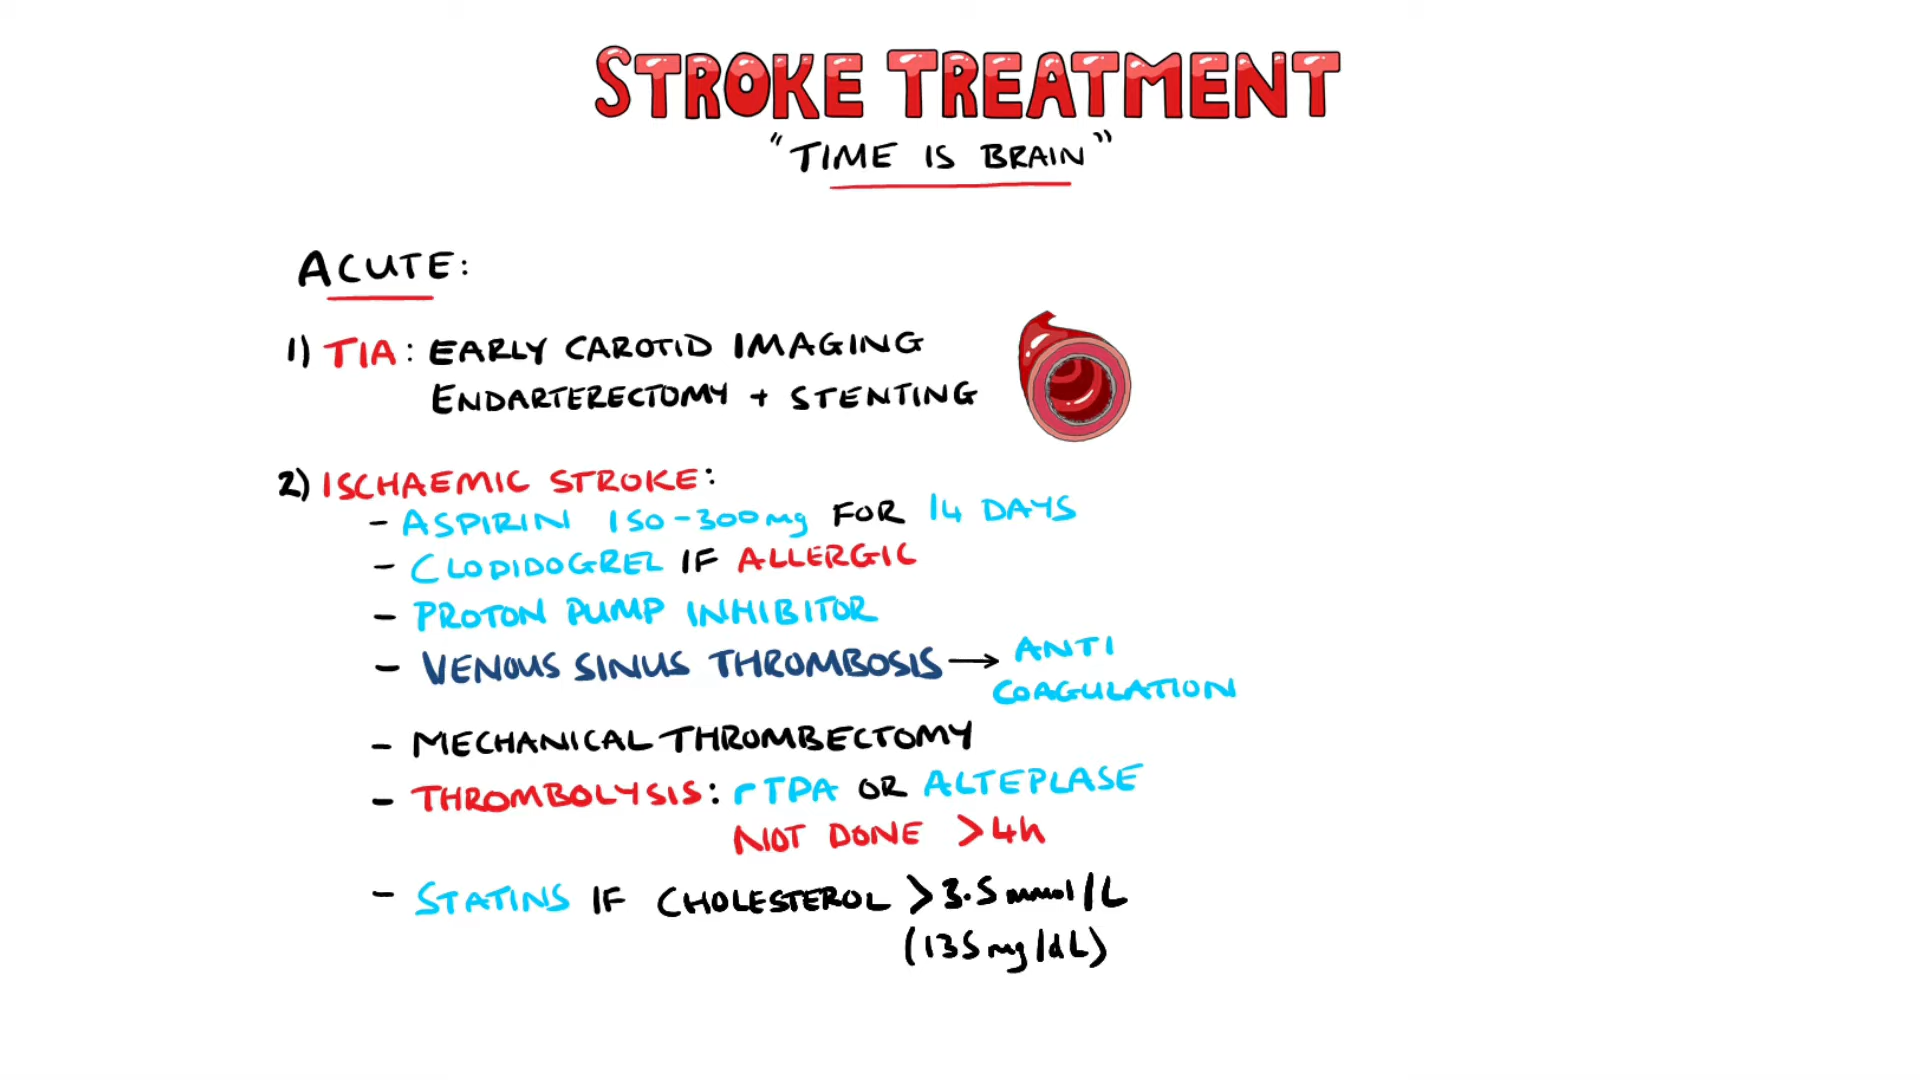 STROKE TREATMENT
"TIME IS BRAIN"
ACUTE:
1) TIA: EARLY CAROTID IMAGING
ENDARTERECTOMY + STENTING
2) ISCHAEMIC STROKE:
- ASPIRIN 150-300mg FOR 14 DAYS
- CLOPIDOGREL IF ALLERGIC
- PROTON PUMP INHIBITOR
- VENOUS SINUS THROMBOSIS → ANTI
COAGULATION
- MECHANICAL THROMBECTOMY
- THROMBOLYSIS: rTPA OR ALTEPLASE
NOT DONE >4h
- STATINS IF CHOLESTEROL >3.5mmol/L
(135mg/dL)